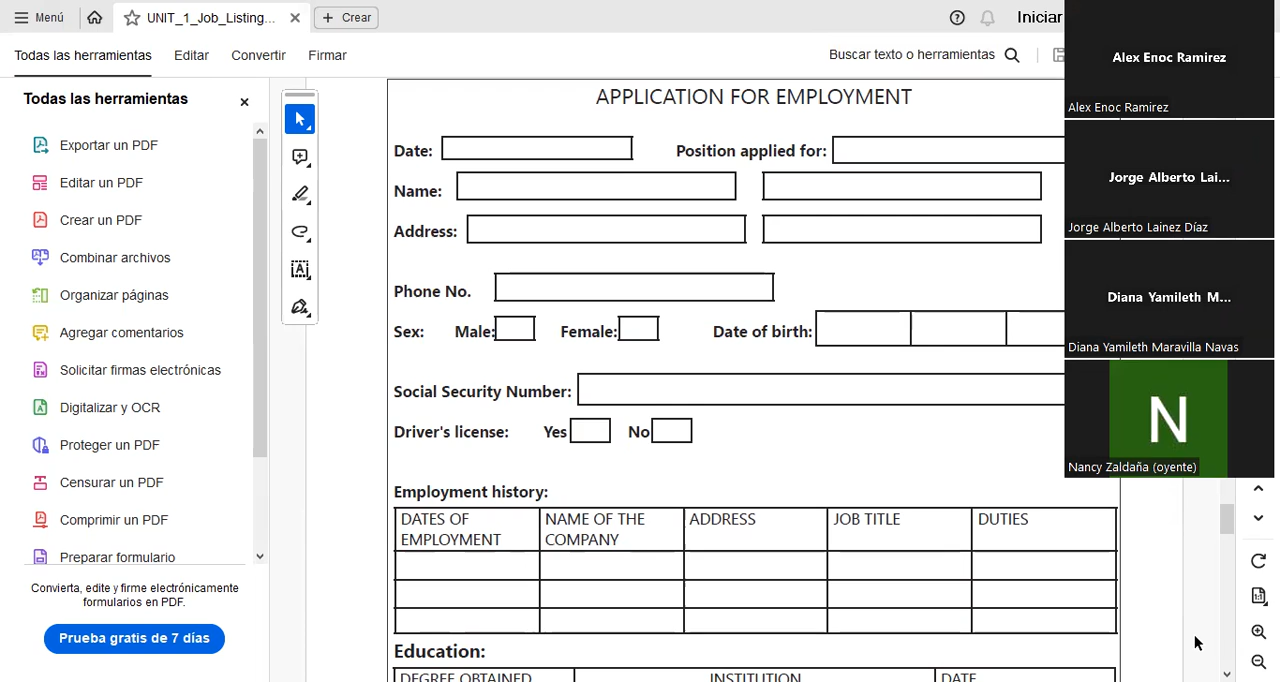 Menú
UNIT_1_Job_Listing...
Crear
Iniciar
Todas las herramientas
Editar
Convertir
Firmar
Buscar texto o herramientas
Todas las herramientas
Exportar un PDF
Editar un PDF
Crear un PDF
Combinar archivos
Organizar páginas
Agregar comentarios
Solicitar firmas electrónicas
Digitalizar y OCR
Proteger un PDF
Censurar un PDF
Comprimir un PDF
Preparar formulario
Convierta, edite y firme electrónicamente
formularios en PDF.
Prueba gratis de 7 días
APPLICATION FOR EMPLOYMENT
Date: Position applied for:
Name:
Address:
Phone No.
Sex: Male: Female: Date of birth:
Social Security Number:
Driver's license: Yes No
Employment history:
DATES OF EMPLOYMENT NAME OF THE COMPANY ADDRESS JOB TITLE DUTIES
Education:
DEGREE OBTAINED INSTITUTION DATE
Alex Enoc Ramirez
Alex Enoc Ramirez
Jorge Alberto Lai...
Jorge Alberto Lainez Díaz
Diana Yamileth M...
Diana Yamileth Maravilla Navas
N
Nancy Zaldaña (oyente)
1:1